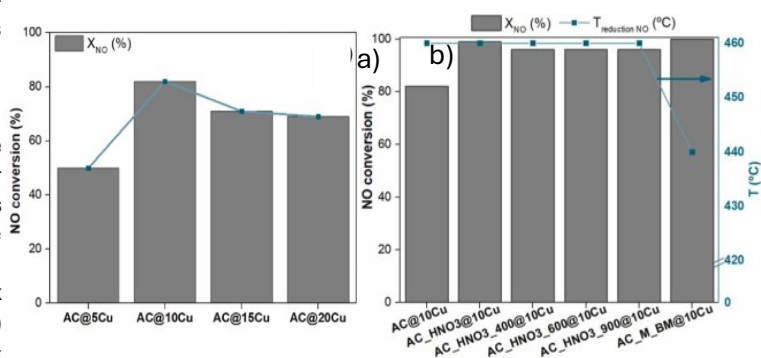 a)
X_NO (%)
NO conversion (%)
100
80
60
40
20
0
AC@5Cu
AC@10Cu
AC@15Cu
AC@20Cu
b)
X_NO (%)
T_reduction NO (ºC)
NO conversion (%)
100
80
60
40
20
0
460
450
440
430
420
0
T (ºC)
AC@10Cu
AC_HNO3@10Cu
AC_HNO3_400@10Cu
AC_HNO3_600@10Cu
AC_HNO3_900@10Cu
AC_M_BM@10Cu